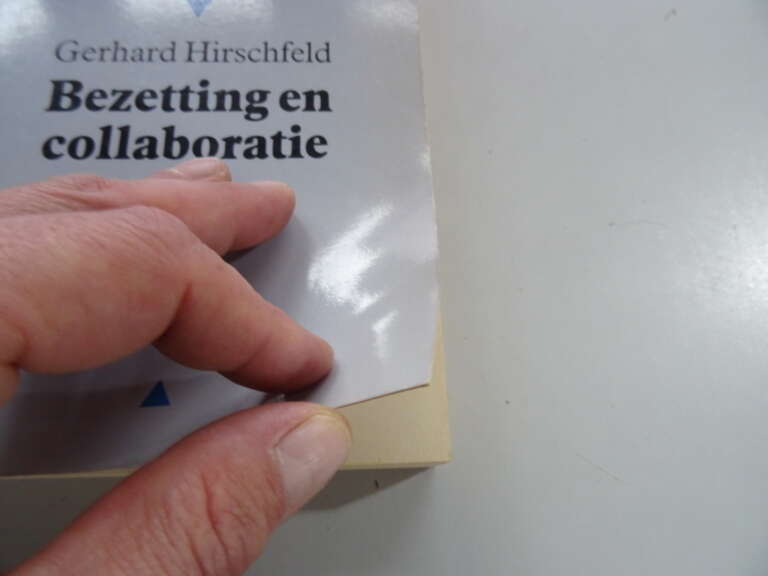 Gerhard Hirschfeld
Bezetting en
collaboratie